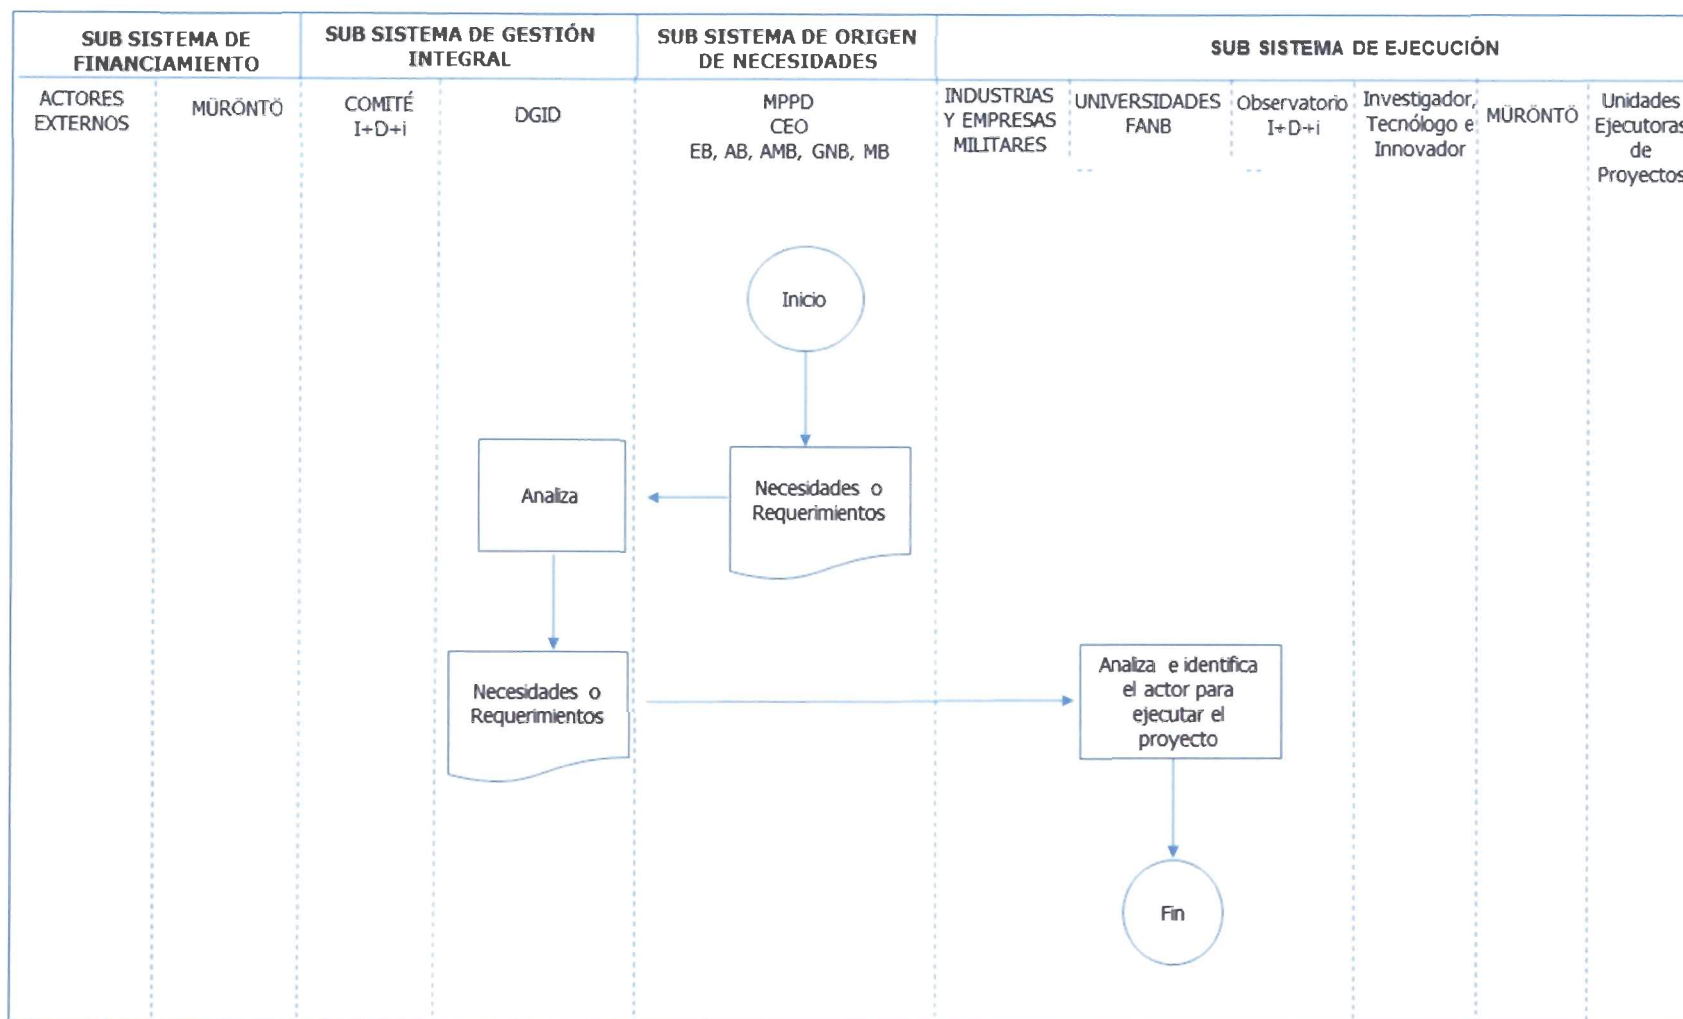 SUB SISTEMA DE
FINANCIAMIENTO
SUB SISTEMA DE GESTIÓN
INTEGRAL
SUB SISTEMA DE ORIGEN
DE NECESIDADES
SUB SISTEMA DE EJECUCIÓN
ACTORES
EXTERNOS
MÜRÖNTÖ
COMITÉ
I+D+i
DGID
MPPD
CEO
EB, AB, AMB, GNB, MB
INDUSTRIAS
Y EMPRESAS
MILITARES
UNIVERSIDADES
FANB
Observatorio
I+D+i
Investigador,
Tecnólogo e
Innovador
MÜRÖNTÖ
Unidades
Ejecutoras
de
Proyectos
Inicio
Analiza
Necesidades o
Requerimientos
Necesidades o
Requerimientos
Analiza e identifica
el actor para
ejecutar el
proyecto
Fin